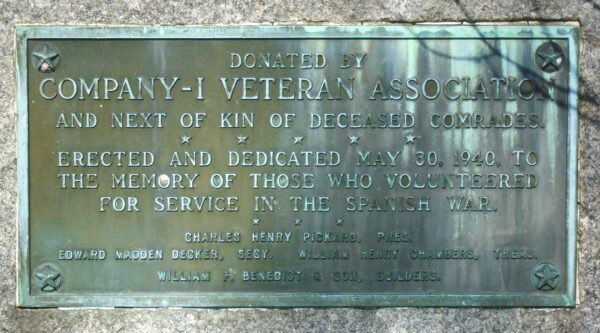 DONATED BY
COMPANY-I VETERAN ASSOCIATION
AND NEXT OF KIN OF DECEASED COMRADES.
ERECTED AND DEDICATED MAY 30, 1940, TO
THE MEMORY OF THOSE WHO VOLUNTEERED
FOR SERVICE IN THE SPANISH WAR.
CHARLES HENRY PICKARD, PRES.
EDWARD MADDEN DECKER, SECY. WILLIAM HENRY CHAMBERS, TREAS.
WILLIAM F. BENEDICT & SON, BUILDERS.